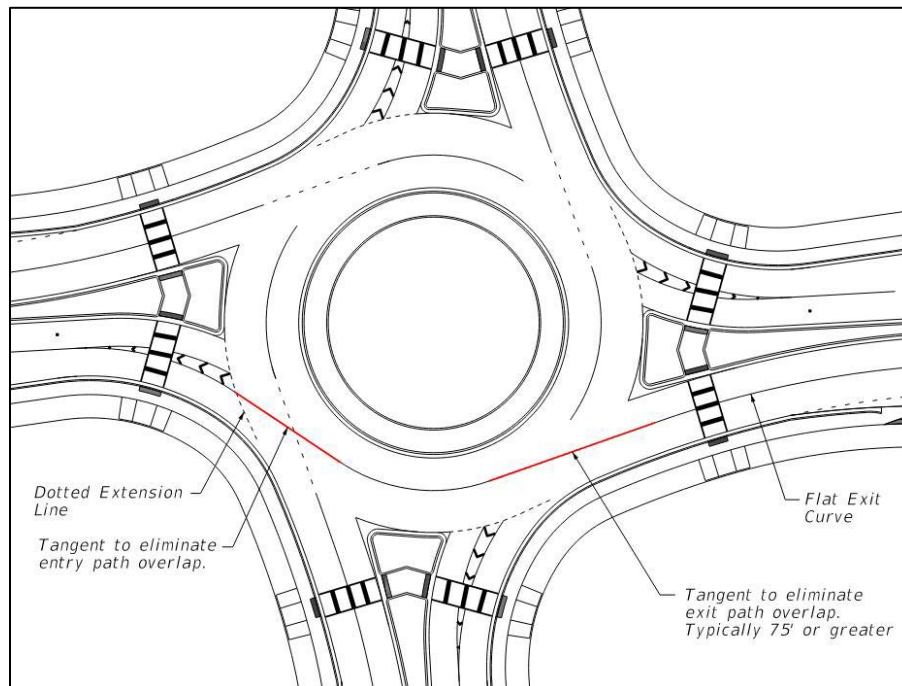 Dotted Extension
Line
Tangent to eliminate
entry path overlap.
Flat Exit
Curve
Tangent to eliminate
exit path overlap.
Typically 75' or greater